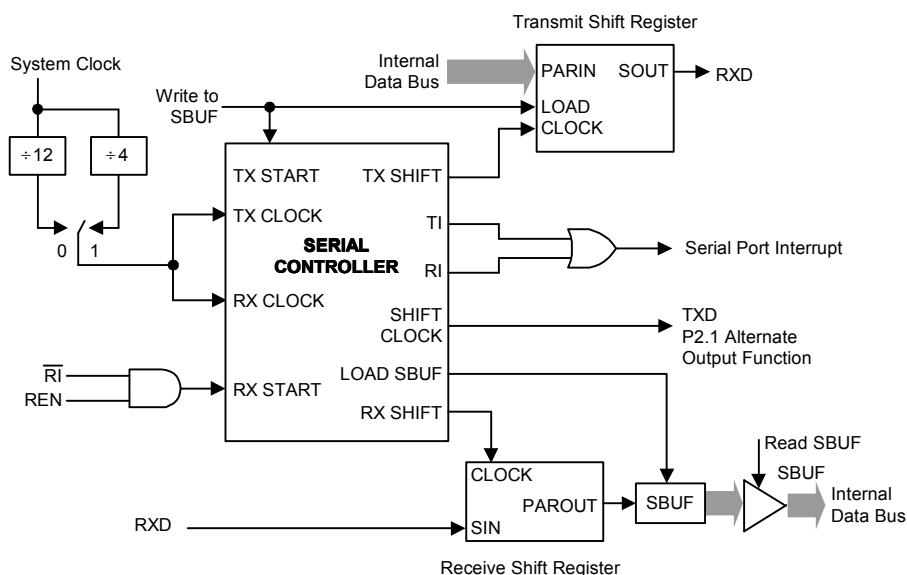 Transmit Shift Register
System Clock
Internal
Data Bus
PARIN
SOUT
RXD
Write to
SBUF
LOAD
CLOCK
÷12
÷4
0
1
TX START
TX SHIFT
TX CLOCK
TI
SERIAL
CONTROLLER
RI
Serial Port Interrupt
RX CLOCK
SHIFT
CLOCK
TXD
P2.1 Alternate
Output Function
R̅I̅
REN
RX START
LOAD SBUF
RX SHIFT
Read SBUF
CLOCK
PAROUT
SBUF
SBUF
Internal
Data Bus
RXD
SIN
Receive Shift Register